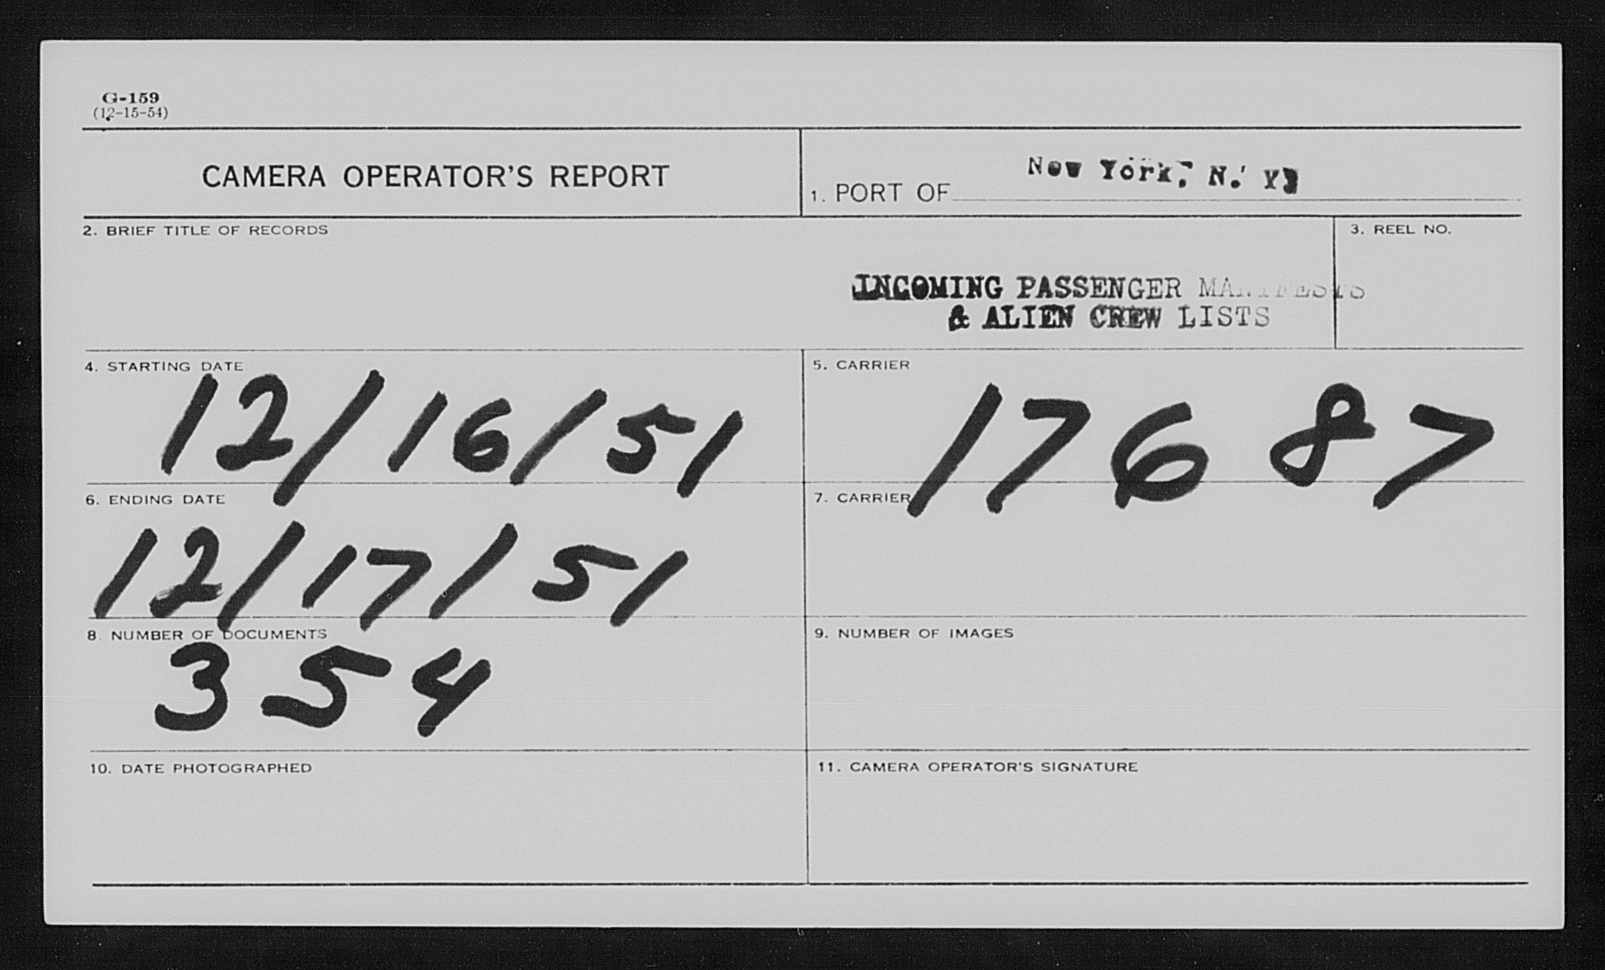 G-159
(12-15-54)
CAMERA OPERATOR'S REPORT
1. PORT OF New York, N. Y.
2. BRIEF TITLE OF RECORDS
3. REEL NO.
INCOMING PASSENGER MANIFESTS
& ALIEN CREW LISTS
4. STARTING DATE
12/16/51
5. CARRIER
17687
6. ENDING DATE
12/17/51
7. CARRIER
8. NUMBER OF DOCUMENTS
354
9. NUMBER OF IMAGES
10. DATE PHOTOGRAPHED
11. CAMERA OPERATOR'S SIGNATURE